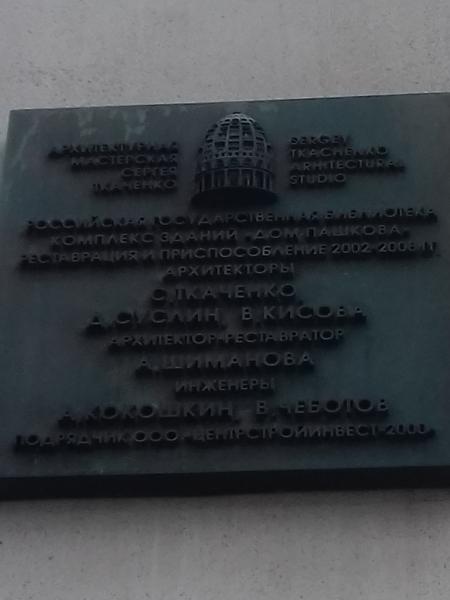 АРХИТЕКТУРНАЯ
МАСТЕРСКАЯ
СЕРГЕЯ
ТКАЧЕНКО
SERGEY
TKACHENKO
ARHITECTURAL
STUDIO
РОССИЙСКАЯ ГОСУДАРСТВЕННАЯ БИБЛИОТЕКА
КОМПЛЕКС ЗДАНИЙ "ДОМ ПАШКОВА"
РЕСТАВРАЦИЯ И ПРИСПОСОБЛЕНИЕ 2002-2008 ГГ.
АРХИТЕКТОРЫ
С. ТКАЧЕНКО,
Д. СУСЛИН, В. КИСОВА
АРХИТЕКТОР-РЕСТАВРАТОР
А. ШИМАНОВА
ИНЖЕНЕРЫ
А. КОКОШКИН, В. ЧЕБОТОВ
ПОДРЯДЧИК: ООО "ЦЕНТРСТРОЙИНВЕСТ-2000"